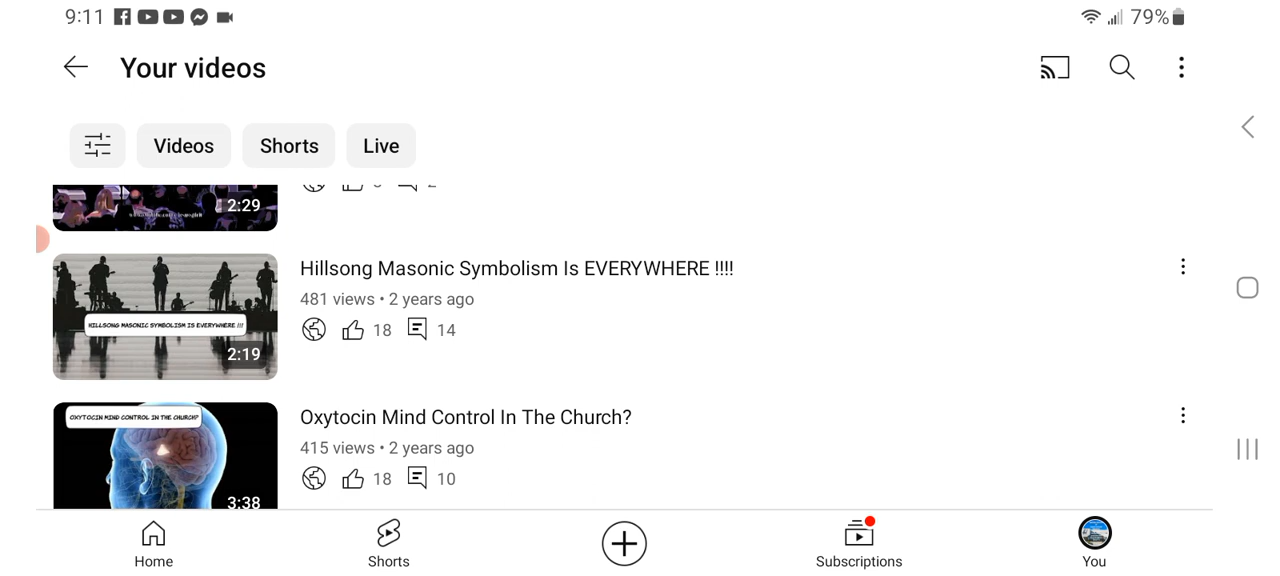 9:11
79%
Your videos
Videos
Shorts
Live
2:29
Hillsong Masonic Symbolism Is EVERYWHERE !!!!
481 views • 2 years ago
18
14
HILLSONG MASONIC SYMBOLISM IS EVERYWHERE !!!
2:19
OXYTOCIN MIND CONTROL IN THE CHURCH?
Oxytocin Mind Control In The Church?
415 views • 2 years ago
18
10
3:38
Home
Shorts
Subscriptions
You